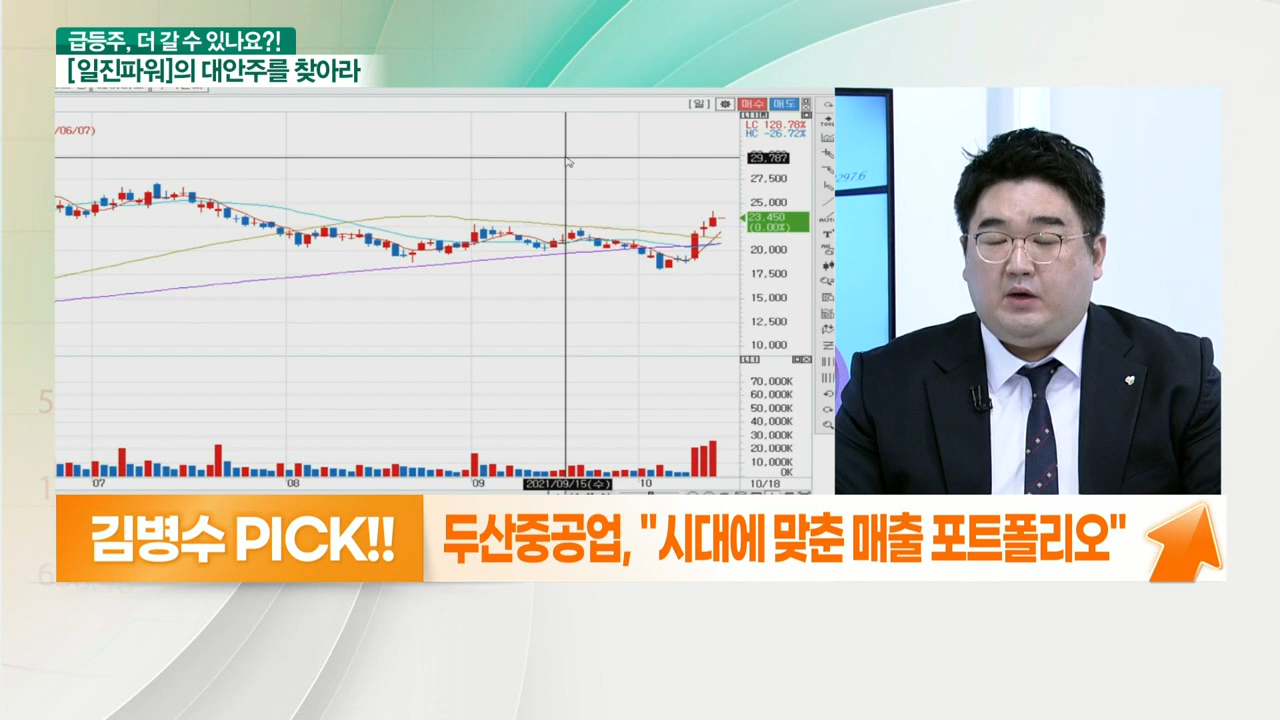 급등주, 더 갈 수 있나요?!
[일진파워]의 대안주를 찾아라
[일] 매수 매도
/06/07)
LC 128.78%
HC -26.72%
29,787
27,500
25,000
23,450
(0.00%)
20,000
17,500
15,000
12,500
10,000
297.6
70,000K
60,000K
50,000K
40,000K
30,000K
20,000K
10,000K
0K
07 08 09 2021/09/15(수) 10 10/18
김병수 PICK!! 두산중공업, "시대에 맞춘 매출 포트폴리오"